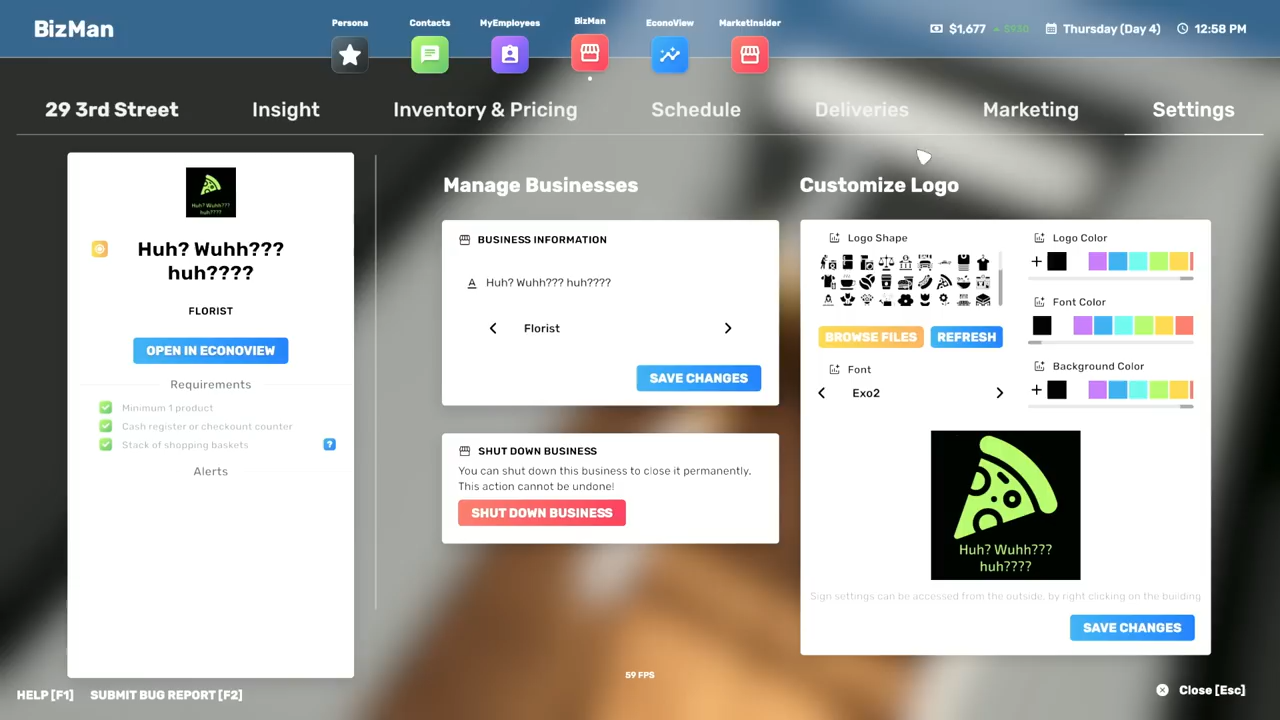 BizMan
Persona
Contacts
MyEmployees
BizMan
EconoView
MarketInsider
$1,677 ▲ $930
Thursday (Day 4)
12:58 PM
29 3rd Street
Insight
Inventory & Pricing
Schedule
Deliveries
Marketing
Settings
Huh? Wuhh???
huh????
Huh? Wuhh???
huh????
FLORIST
OPEN IN ECONOVIEW
Requirements
Minimum 1 product
Cash register or checkount counter
Stack of shopping baskets
?
Alerts
Manage Businesses
BUSINESS INFORMATION
A Huh? Wuhh??? huh????
Florist
SAVE CHANGES
SHUT DOWN BUSINESS
You can shut down this business to close it permanently.
This action cannot be undone!
SHUT DOWN BUSINESS
Customize Logo
Logo Shape
BROWSE FILES
REFRESH
Font
Exo2
Logo Color
+
Font Color
Background Color
+
Huh? Wuhh???
huh????
Sign settings can be accessed from the outside, by right clicking on the building
SAVE CHANGES
59 FPS
HELP [F1]
SUBMIT BUG REPORT [F2]
Close [Esc]